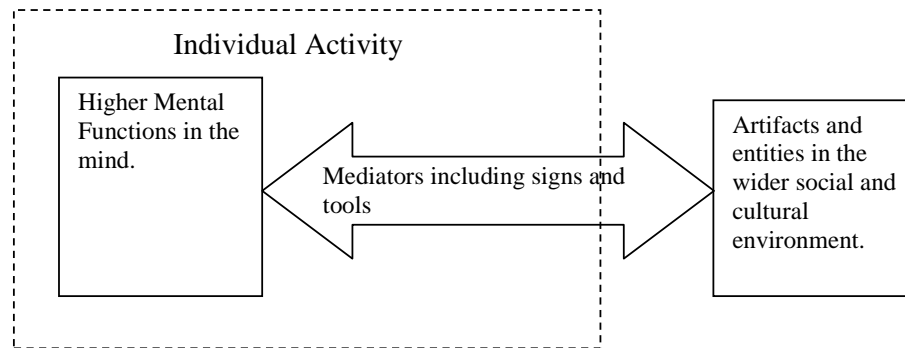 Individual Activity
Higher Mental
Functions in the
mind.
Mediators including signs and
tools
Artifacts and
entities in the
wider social and
cultural
environment.